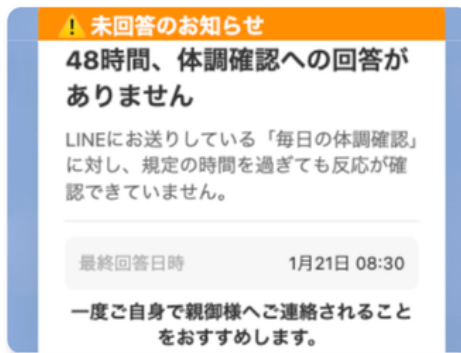 ⚠️ 未回答のお知らせ
48時間、体調確認への回答が
ありません
LINEにお送りしている「毎日の体調確認」
に対し、規定の時間を過ぎても反応が確
認できていません。
最終回答日時 1月21日 08:30
一度ご自身で親御様へご連絡されること
をおすすめします。